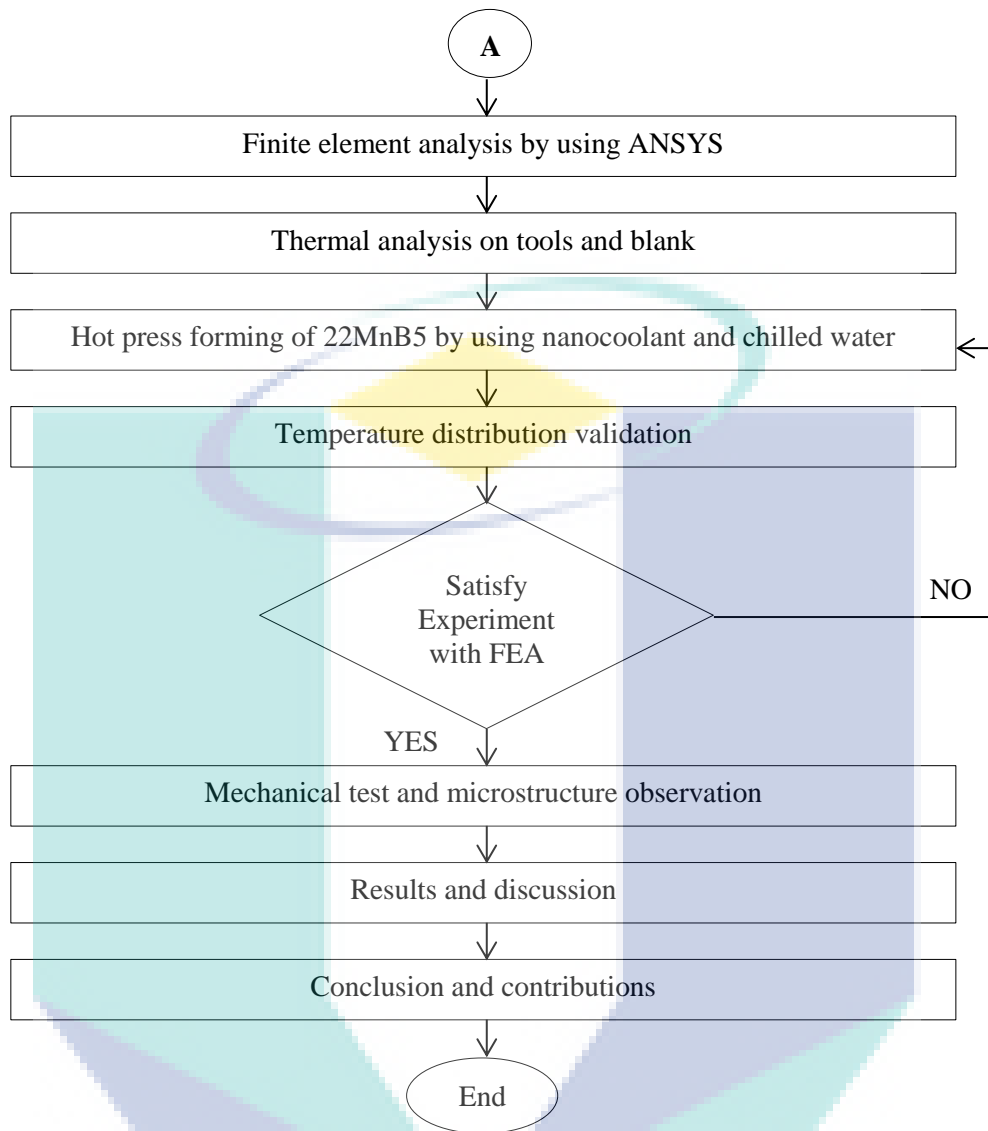 A
Finite element analysis by using ANSYS
Thermal analysis on tools and blank
Hot press forming of 22MnB5 by using nanocoolant and chilled water
Temperature distribution validation
Satisfy
Experiment
with FEA
NO
YES
Mechanical test and microstructure observation
Results and discussion
Conclusion and contributions
End